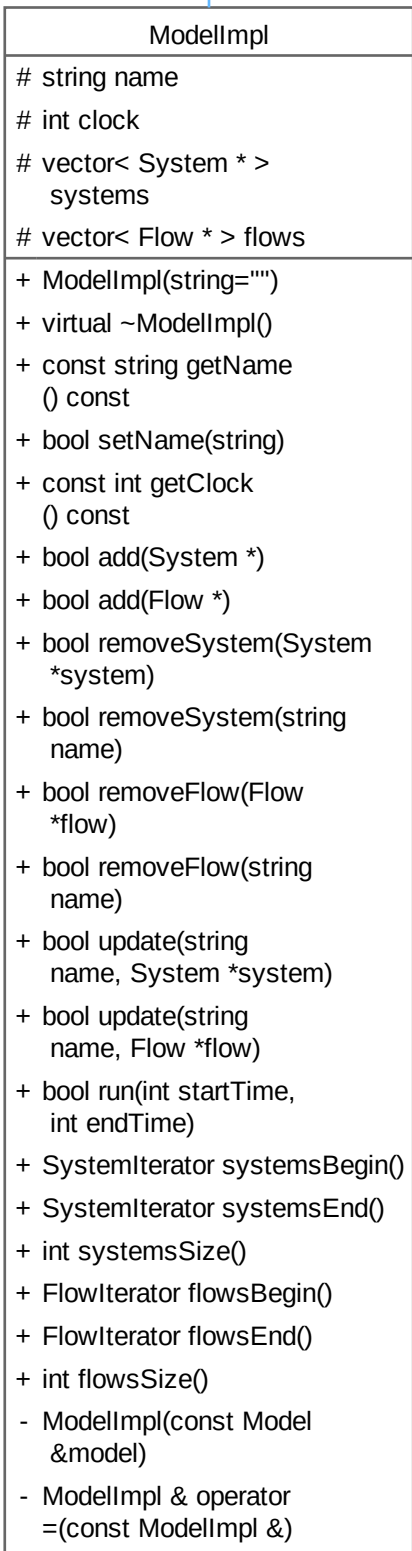 ModelImpl
# string name
# int clock
# vector< System * >
systems
# vector< Flow * > flows
+ ModelImpl(string="")
+ virtual ~ModelImpl()
+ const string getName
() const
+ bool setName(string)
+ const int getClock
() const
+ bool add(System *)
+ bool add(Flow *)
+ bool removeSystem(System
*system)
+ bool removeSystem(string
name)
+ bool removeFlow(Flow
*flow)
+ bool removeFlow(string
name)
+ bool update(string
name, System *system)
+ bool update(string
name, Flow *flow)
+ bool run(int startTime,
int endTime)
+ SystemIterator systemsBegin()
+ SystemIterator systemsEnd()
+ int systemsSize()
+ FlowIterator flowsBegin()
+ FlowIterator flowsEnd()
+ int flowsSize()
- ModelImpl(const Model
&model)
- ModelImpl & operator
=(const ModelImpl &)